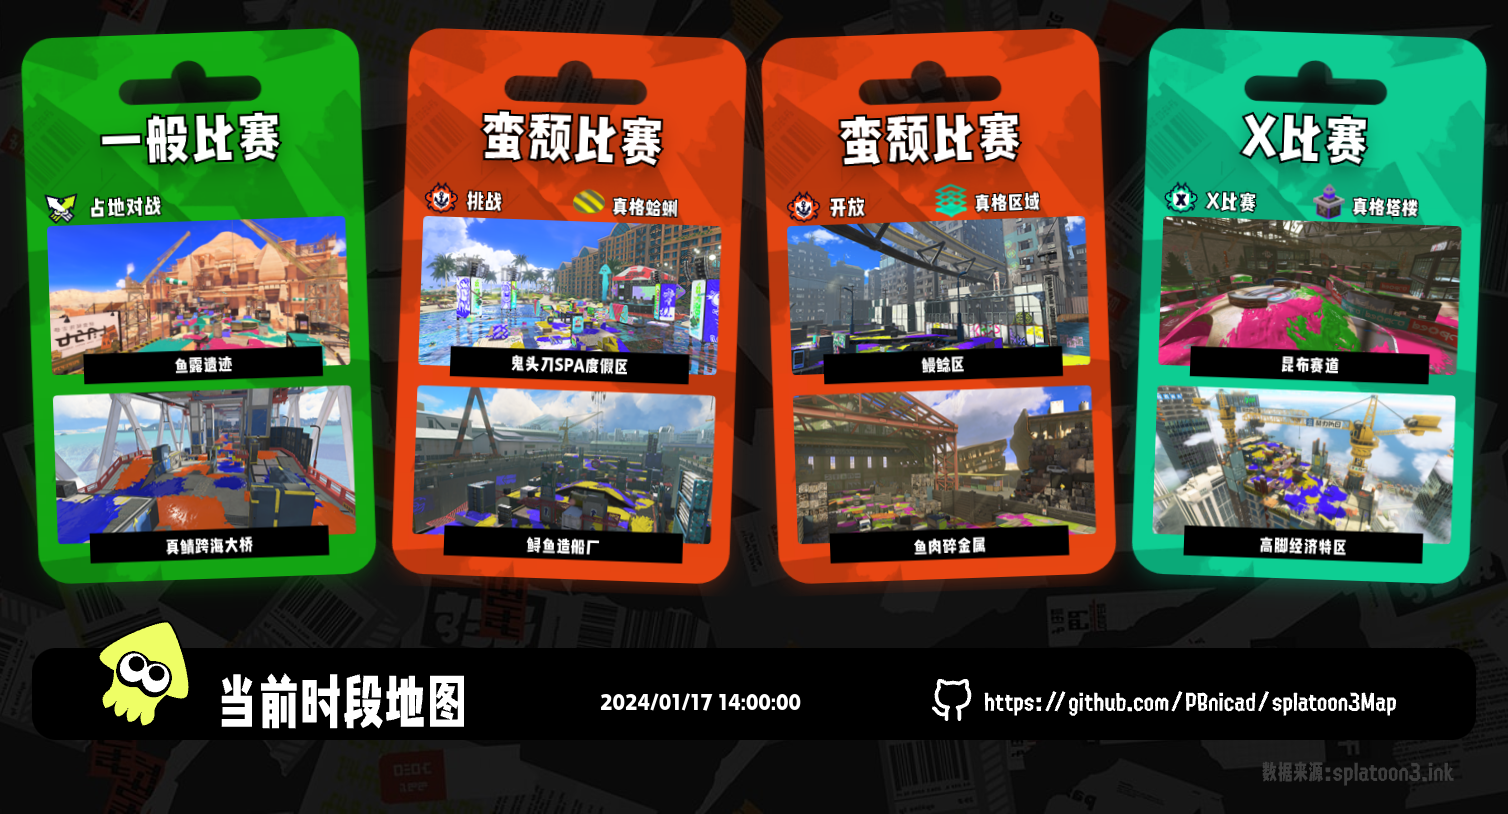 一般比赛
占地对战
鱼露遗迹
真鲭跨海大桥
蛮颓比赛
挑战
真格蛤蜊
鬼头刀SPA度假区
鲟鱼造船厂
蛮颓比赛
开放
真格区域
鳗鲶区
鱼肉碎金属
X比赛
X比赛
真格塔楼
昆布赛道
高脚经济特区
当前时段地图
2024/01/17 14:00:00
https://github.com/PBnicad/splatoon3Map
数据来源:splatoon3.ink